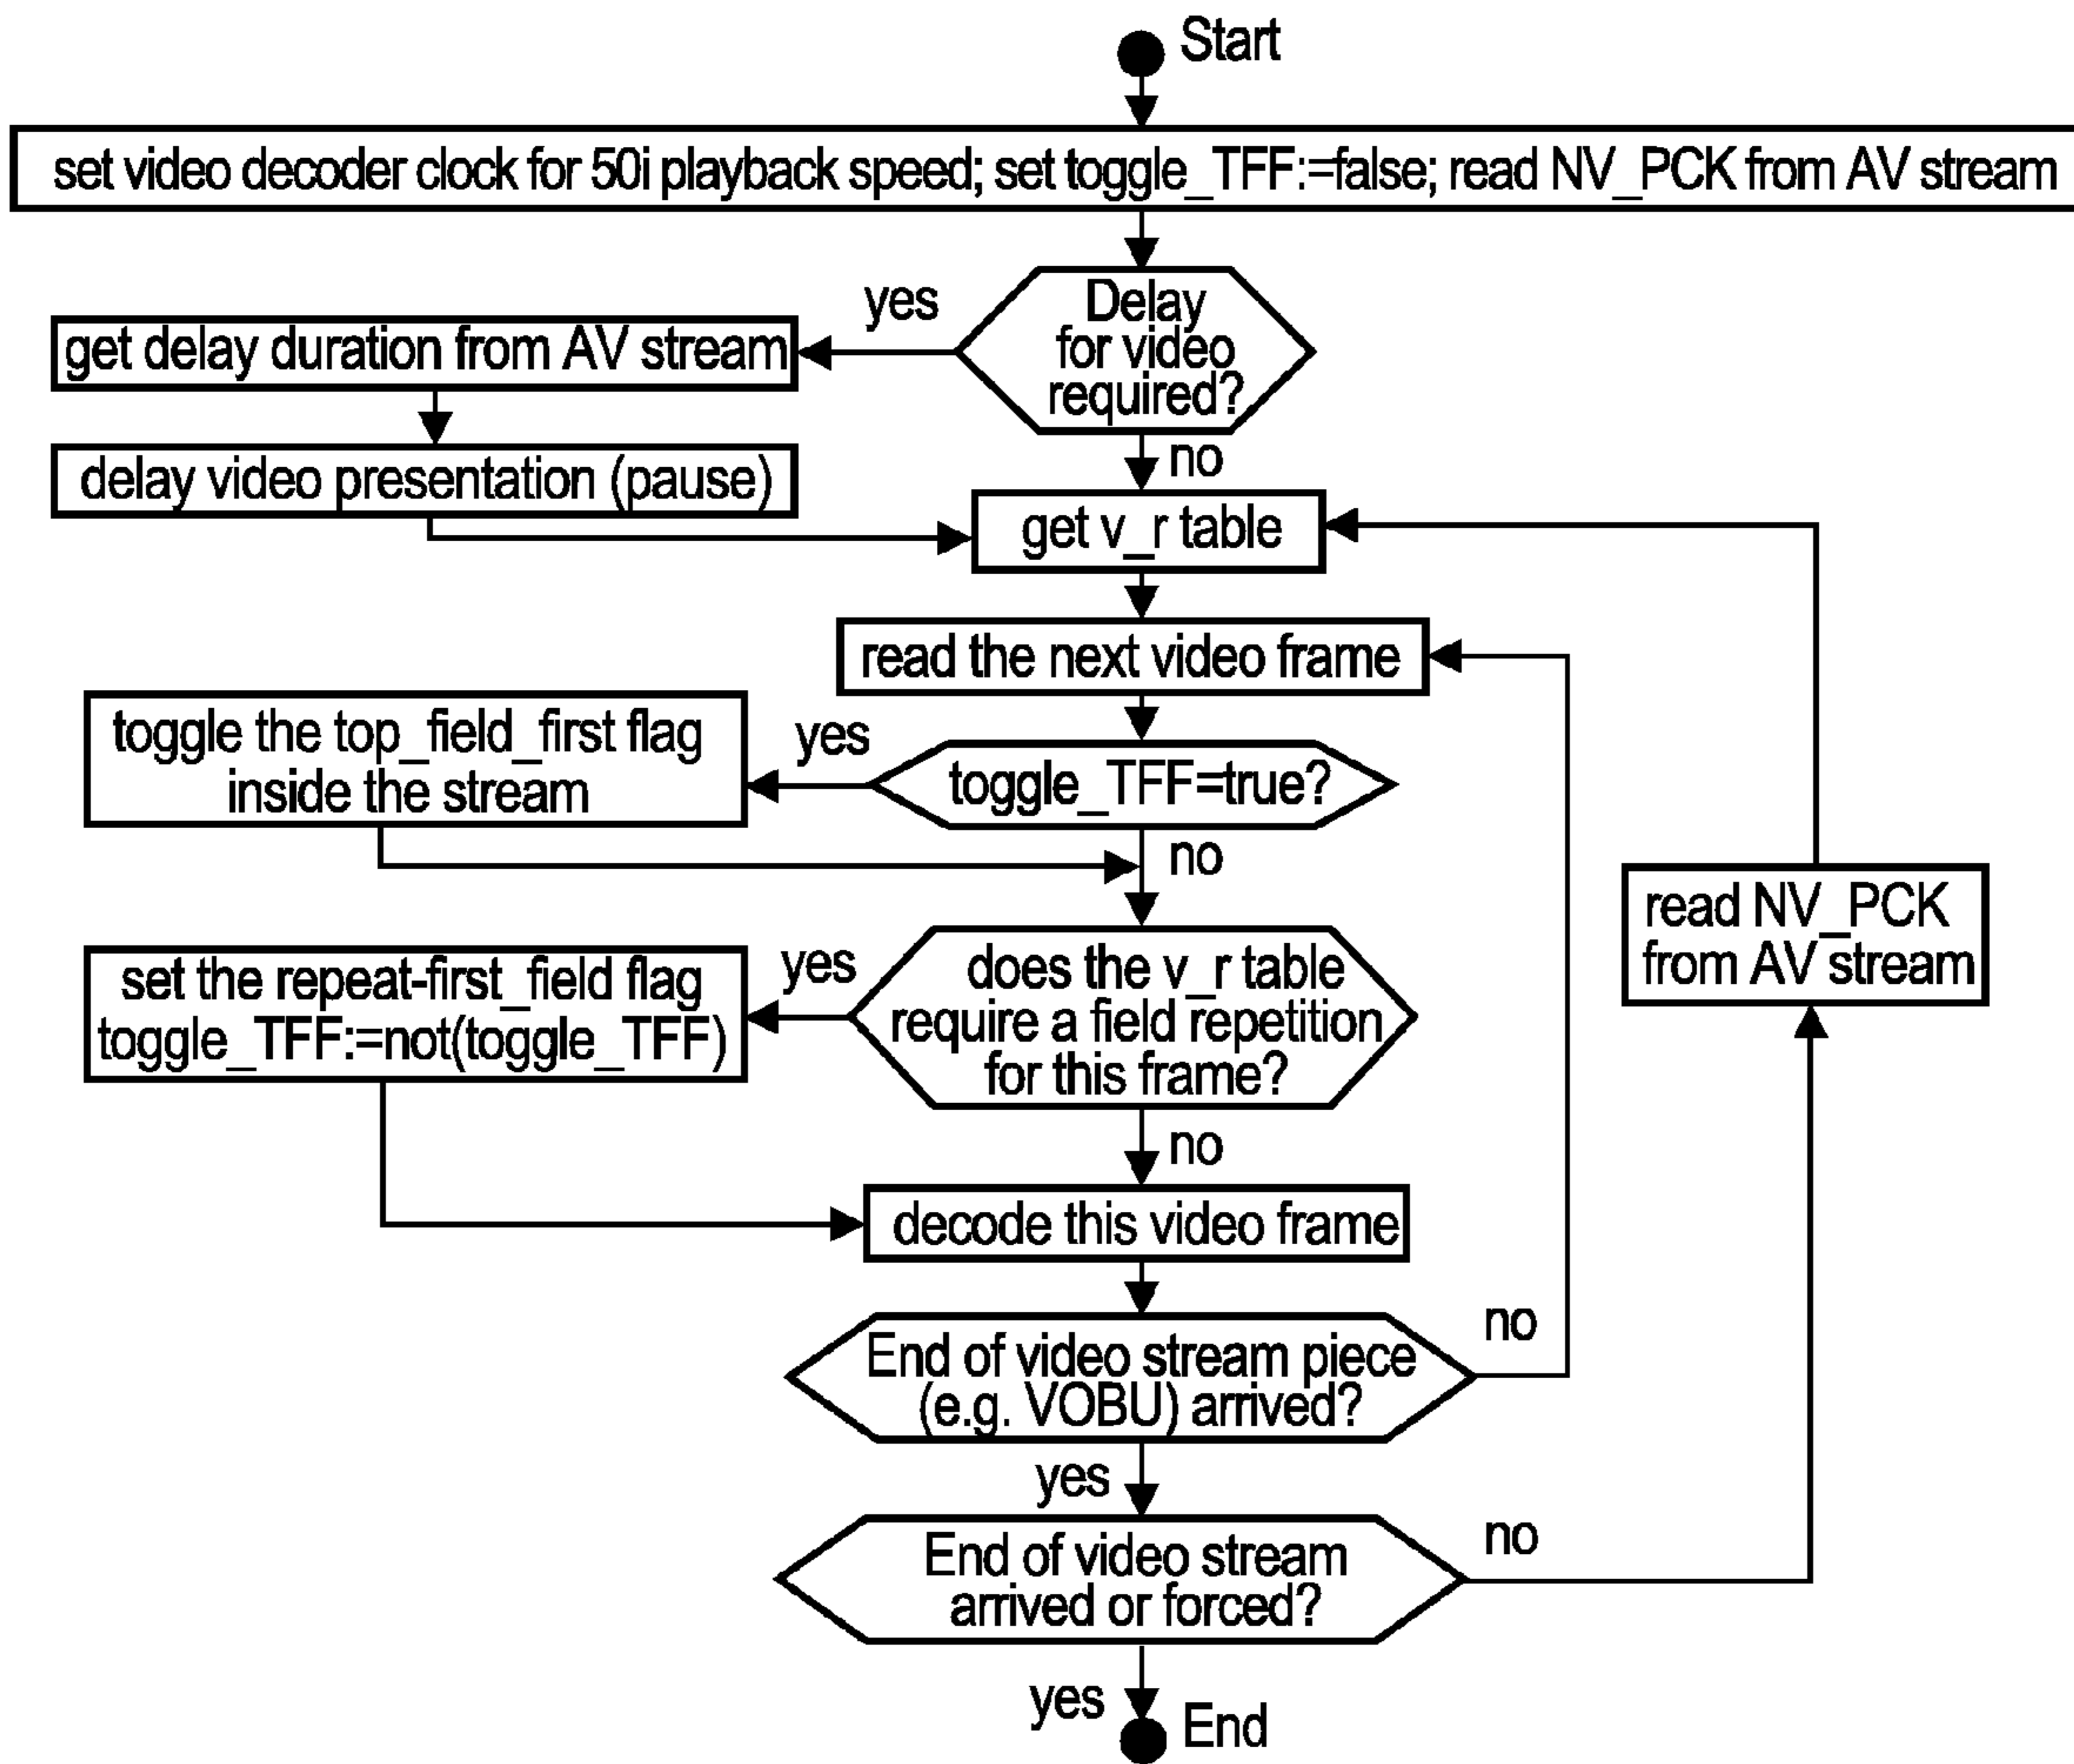 Start
set video decoder clock for 50i playback speed; set toggle_TFF:=false; read NV_PCK from AV stream
Delay
for video
required?
yes
get delay duration from AV stream
delay video presentation (pause)
no
get v_r table
read the next video frame
toggle_TFF=true?
yes
toggle the top_field_first flag
inside the stream
no
does the v_r table
require a field repetition
for this frame?
yes
set the repeat-first_field flag
toggle_TFF:=not(toggle_TFF)
no
read NV_PCK
from AV stream
decode this video frame
End of video stream piece
(e.g. VOBU) arrived?
no
yes
End of video stream
arrived or forced?
no
yes
End